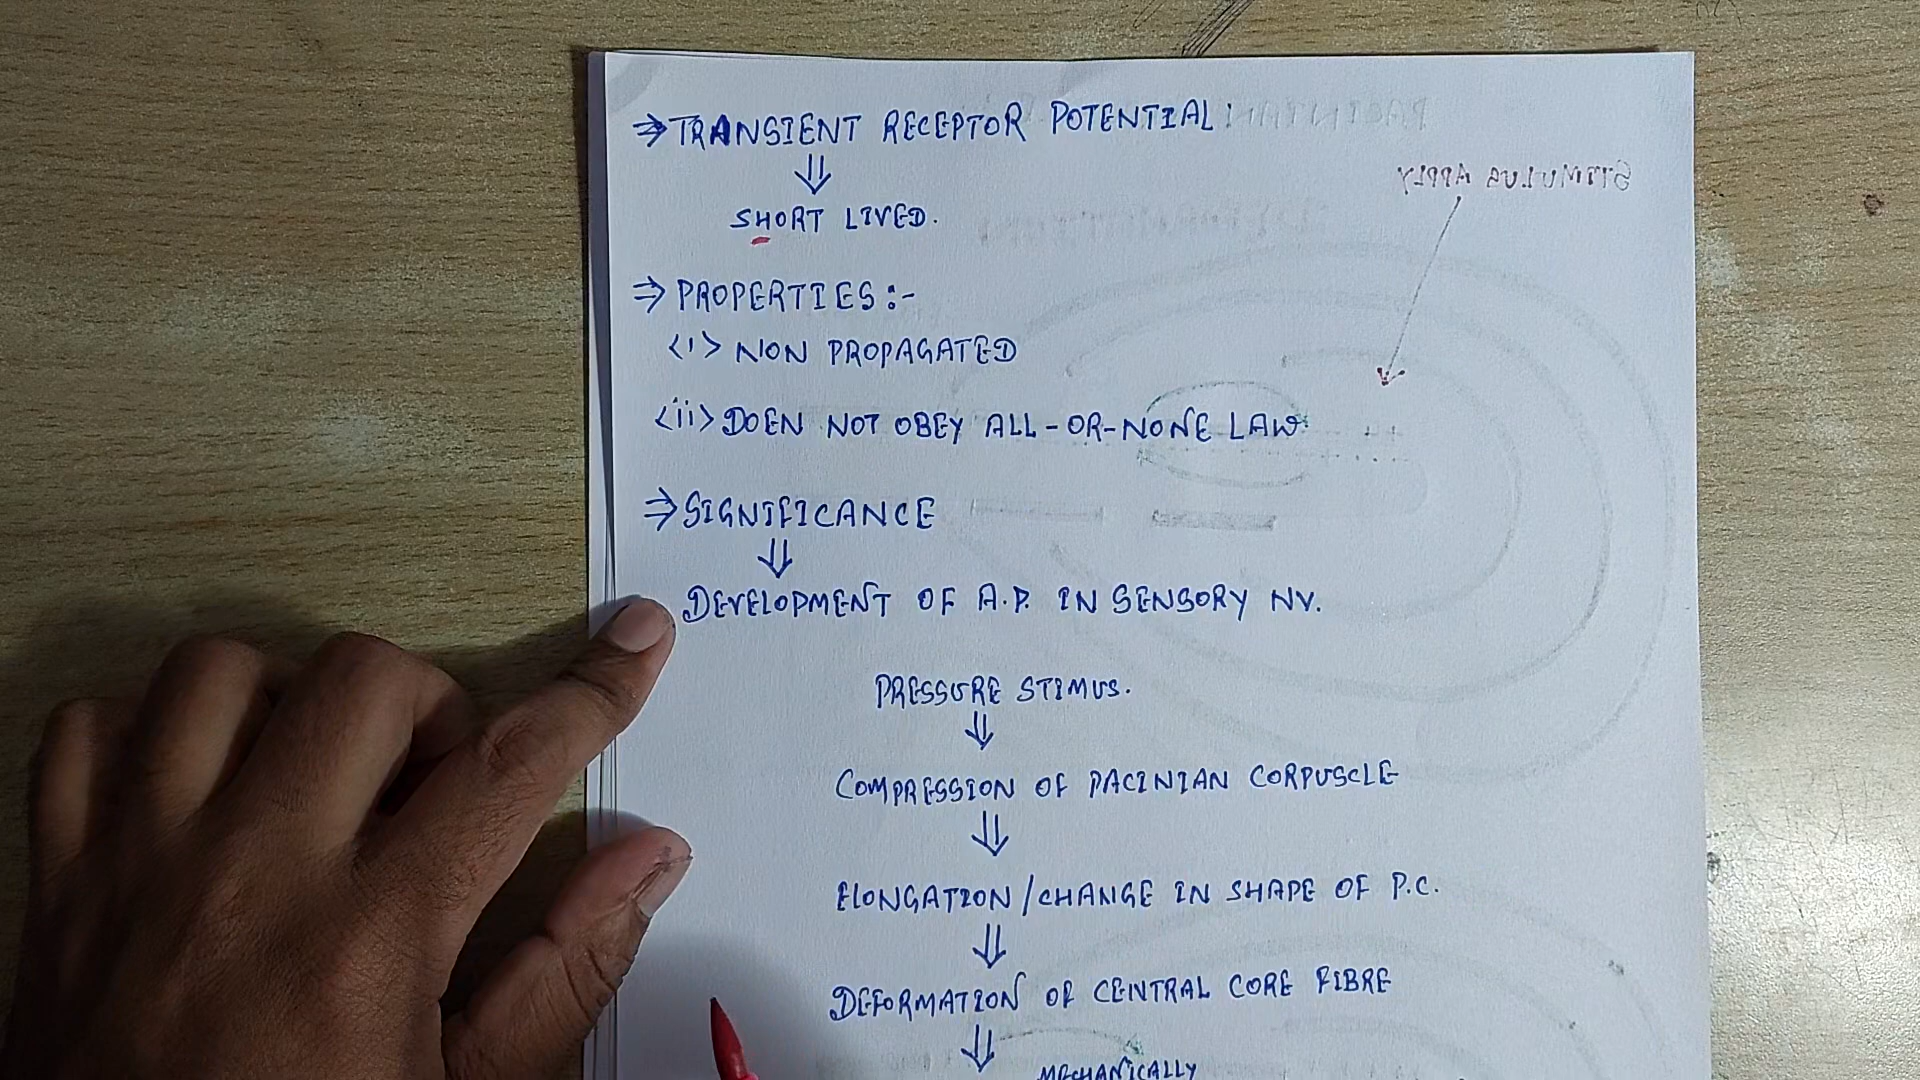 ⇒ TRANSIENT RECEPTOR POTENTIAL:
⇓
SHORT LIVED.
⇒ PROPERTIES :-
<i> NON PROPAGATED
<ii> DOEN NOT OBEY ALL-OR-NONE LAW
⇒ SIGNIFICANCE
⇓
DEVELOPMENT OF A.P. IN SENSORY NV.
PRESSURE STIMUS.
⇓
COMPRESSION OF PACINIAN CORPUSCLE
⇓
ELONGATION / CHANGE IN SHAPE OF P.C.
⇓
DEFORMATION OF CENTRAL CORE FIBRE
⇓
MECHANICALLY
STIMULUS APPLY